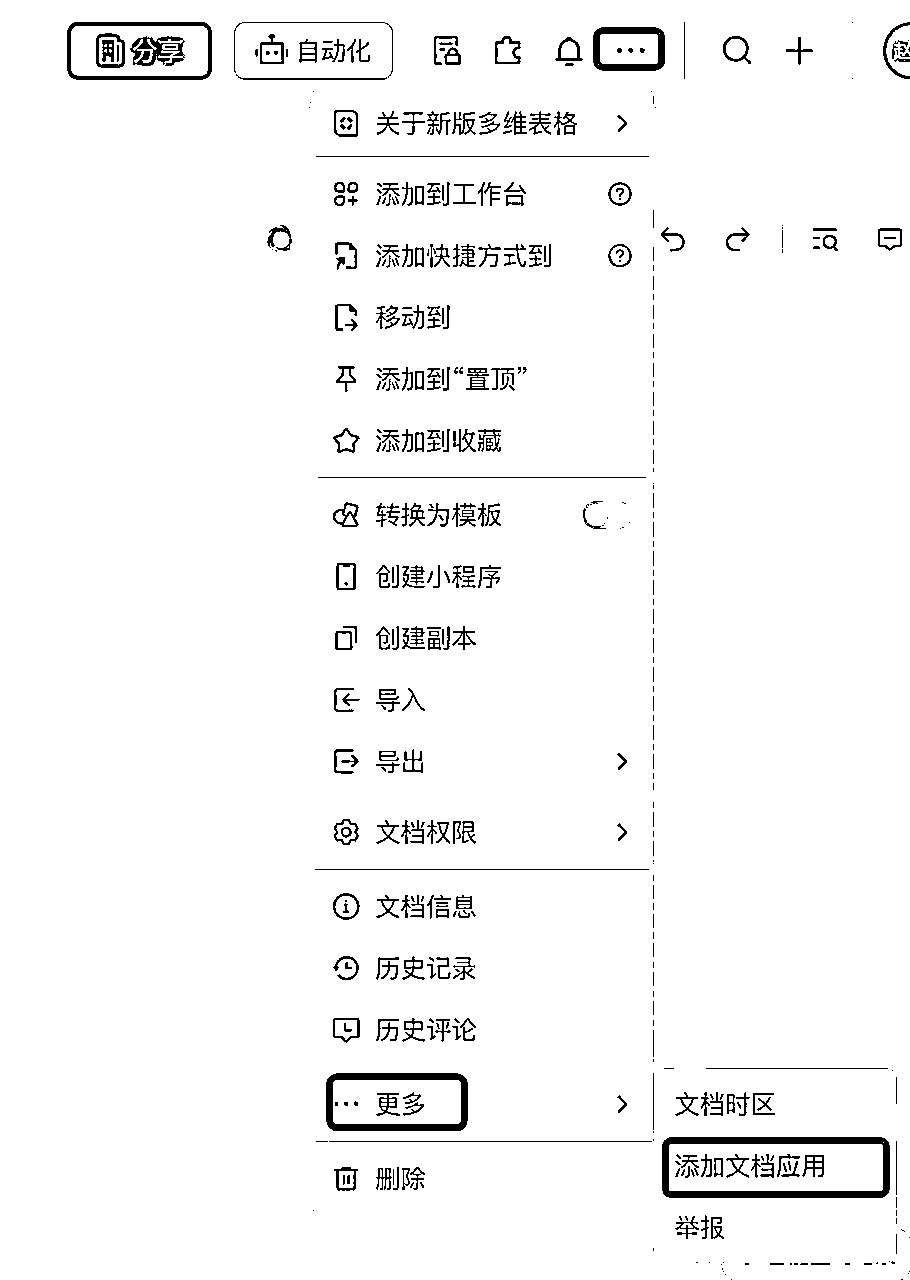 分享 自动化
关于新版多维表格
添加到工作台
添加快捷方式到
移动到
添加到“置顶”
添加到收藏
转换为模板
创建小程序
创建副本
导入
导出
文档权限
文档信息
历史记录
历史评论
更多
文档时区
添加文档应用
删除
举报